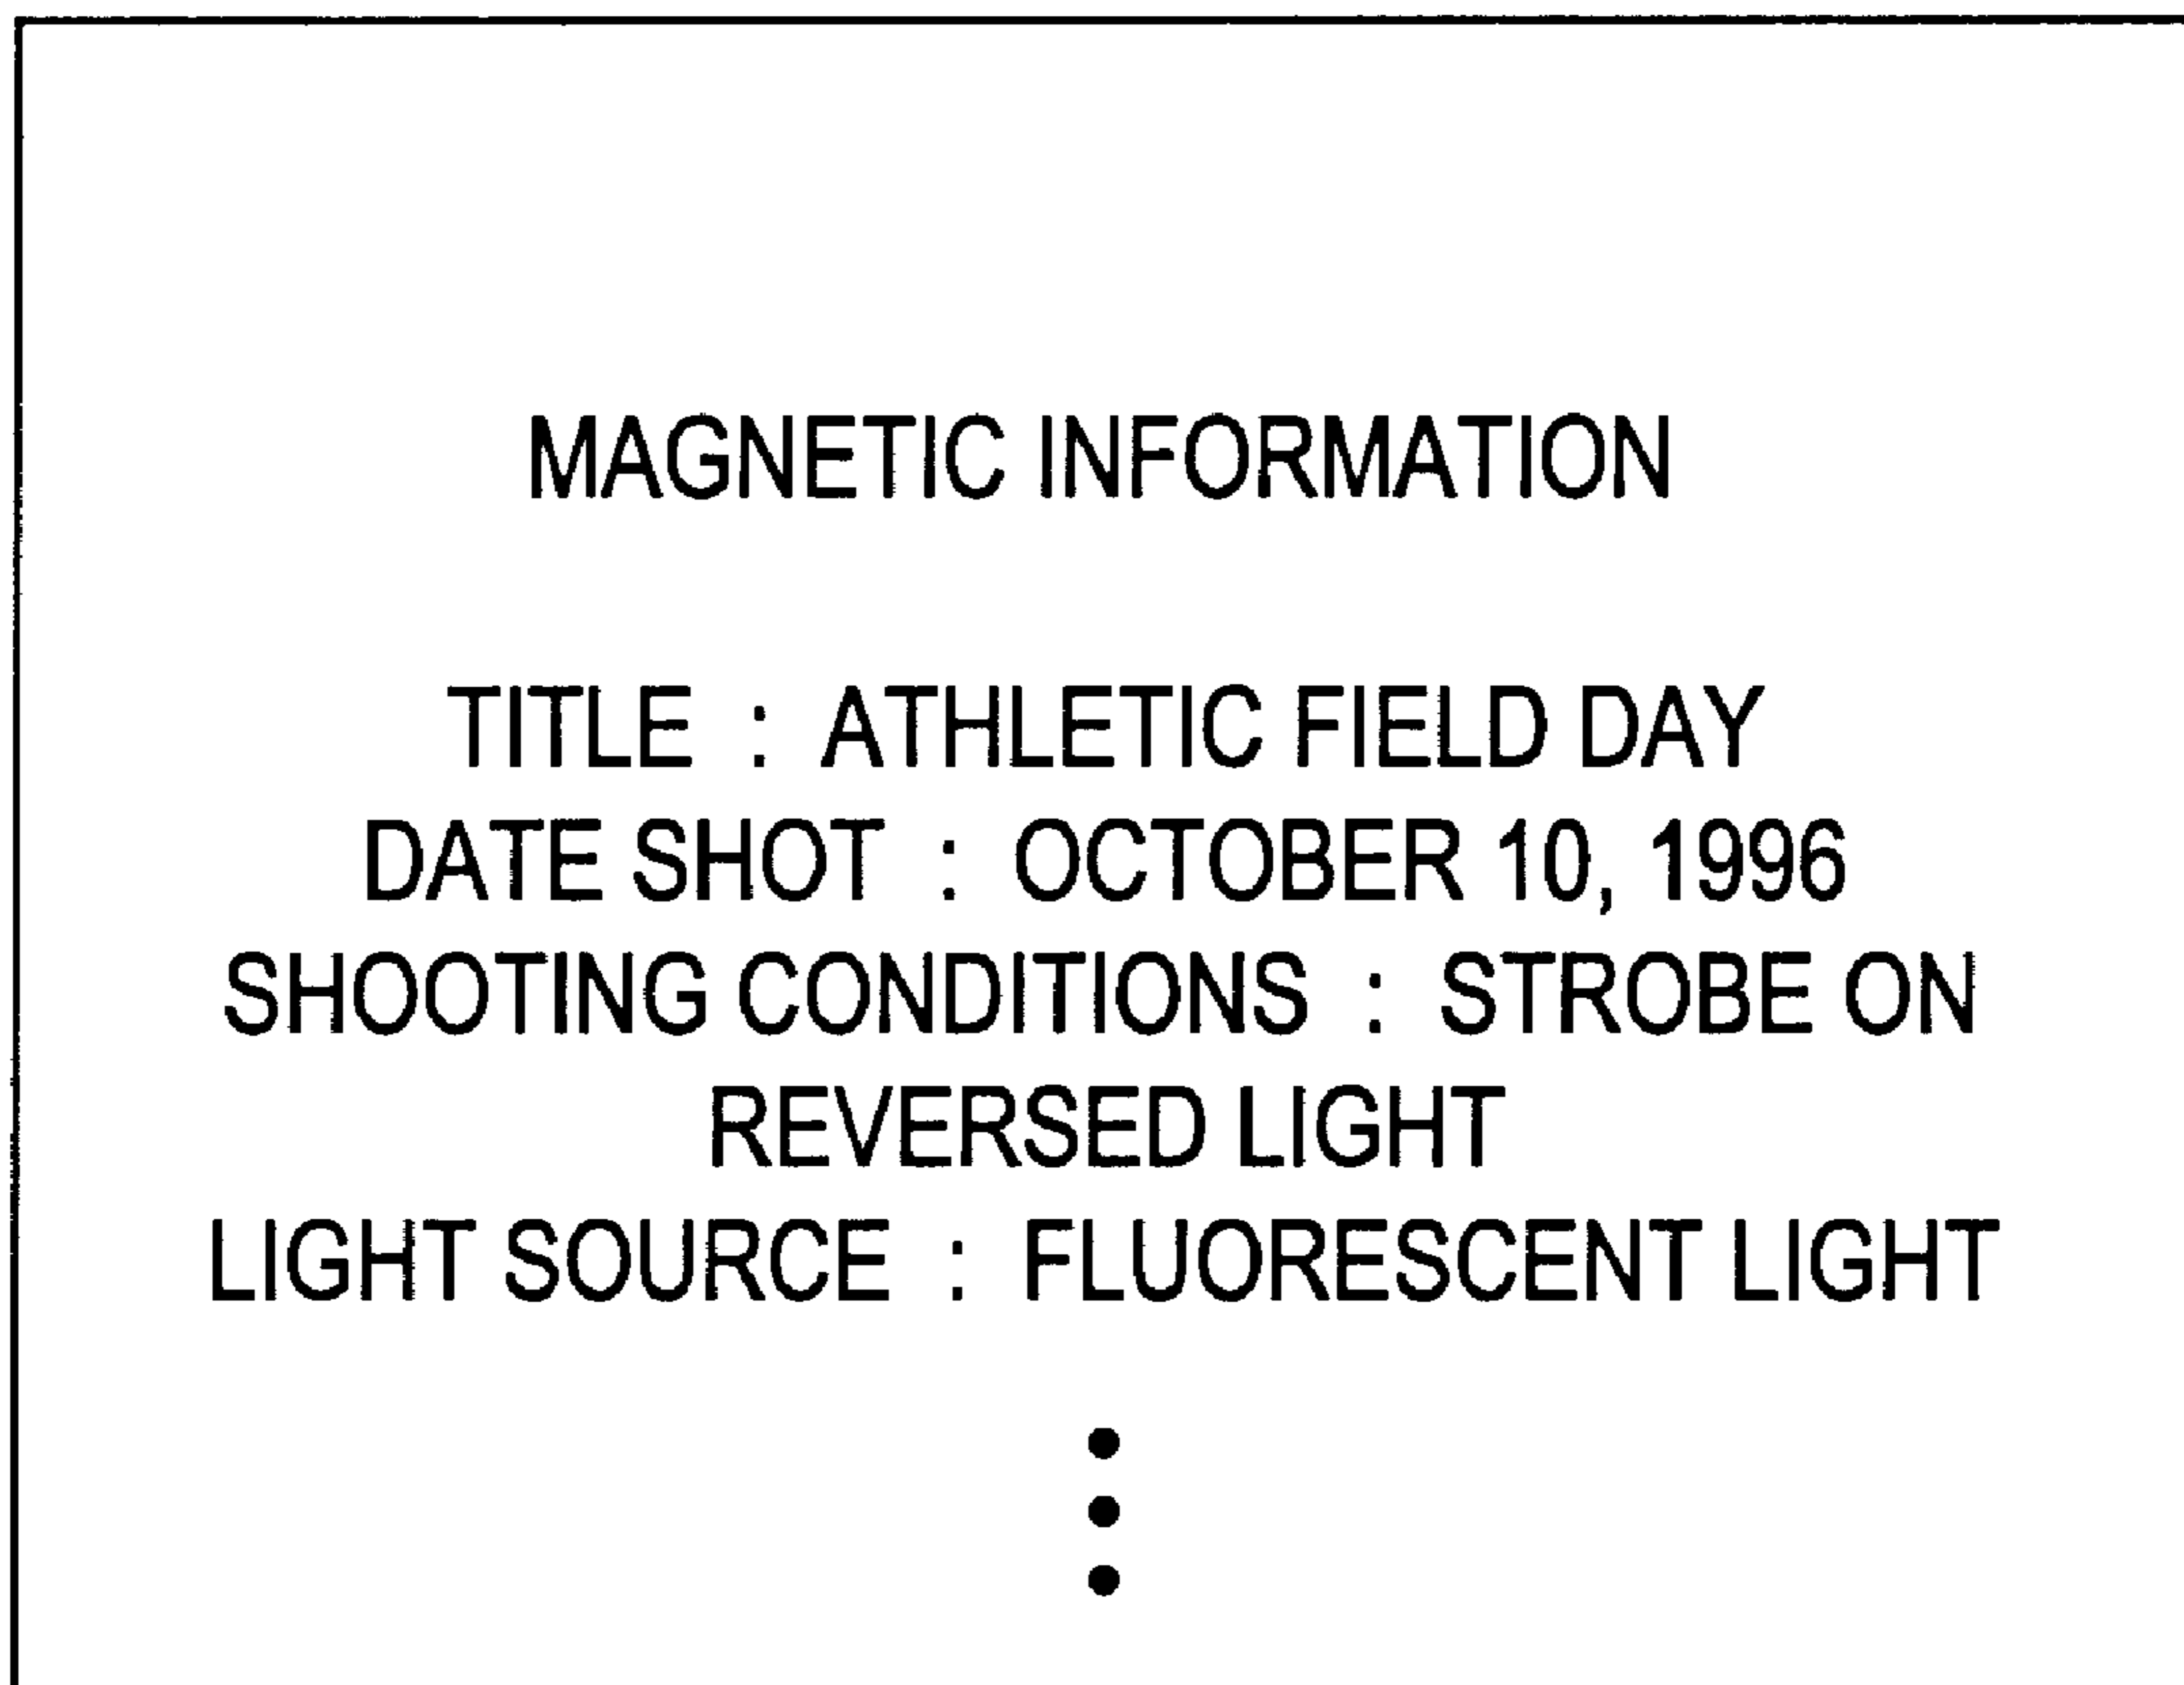 MAGNETIC INFORMATION
TITLE : ATHLETIC FIELD DAY
DATE SHOT : OCTOBER 10, 1996
SHOOTING CONDITIONS : STROBE ON
REVERSED LIGHT
LIGHT SOURCE : FLUORESCENT LIGHT